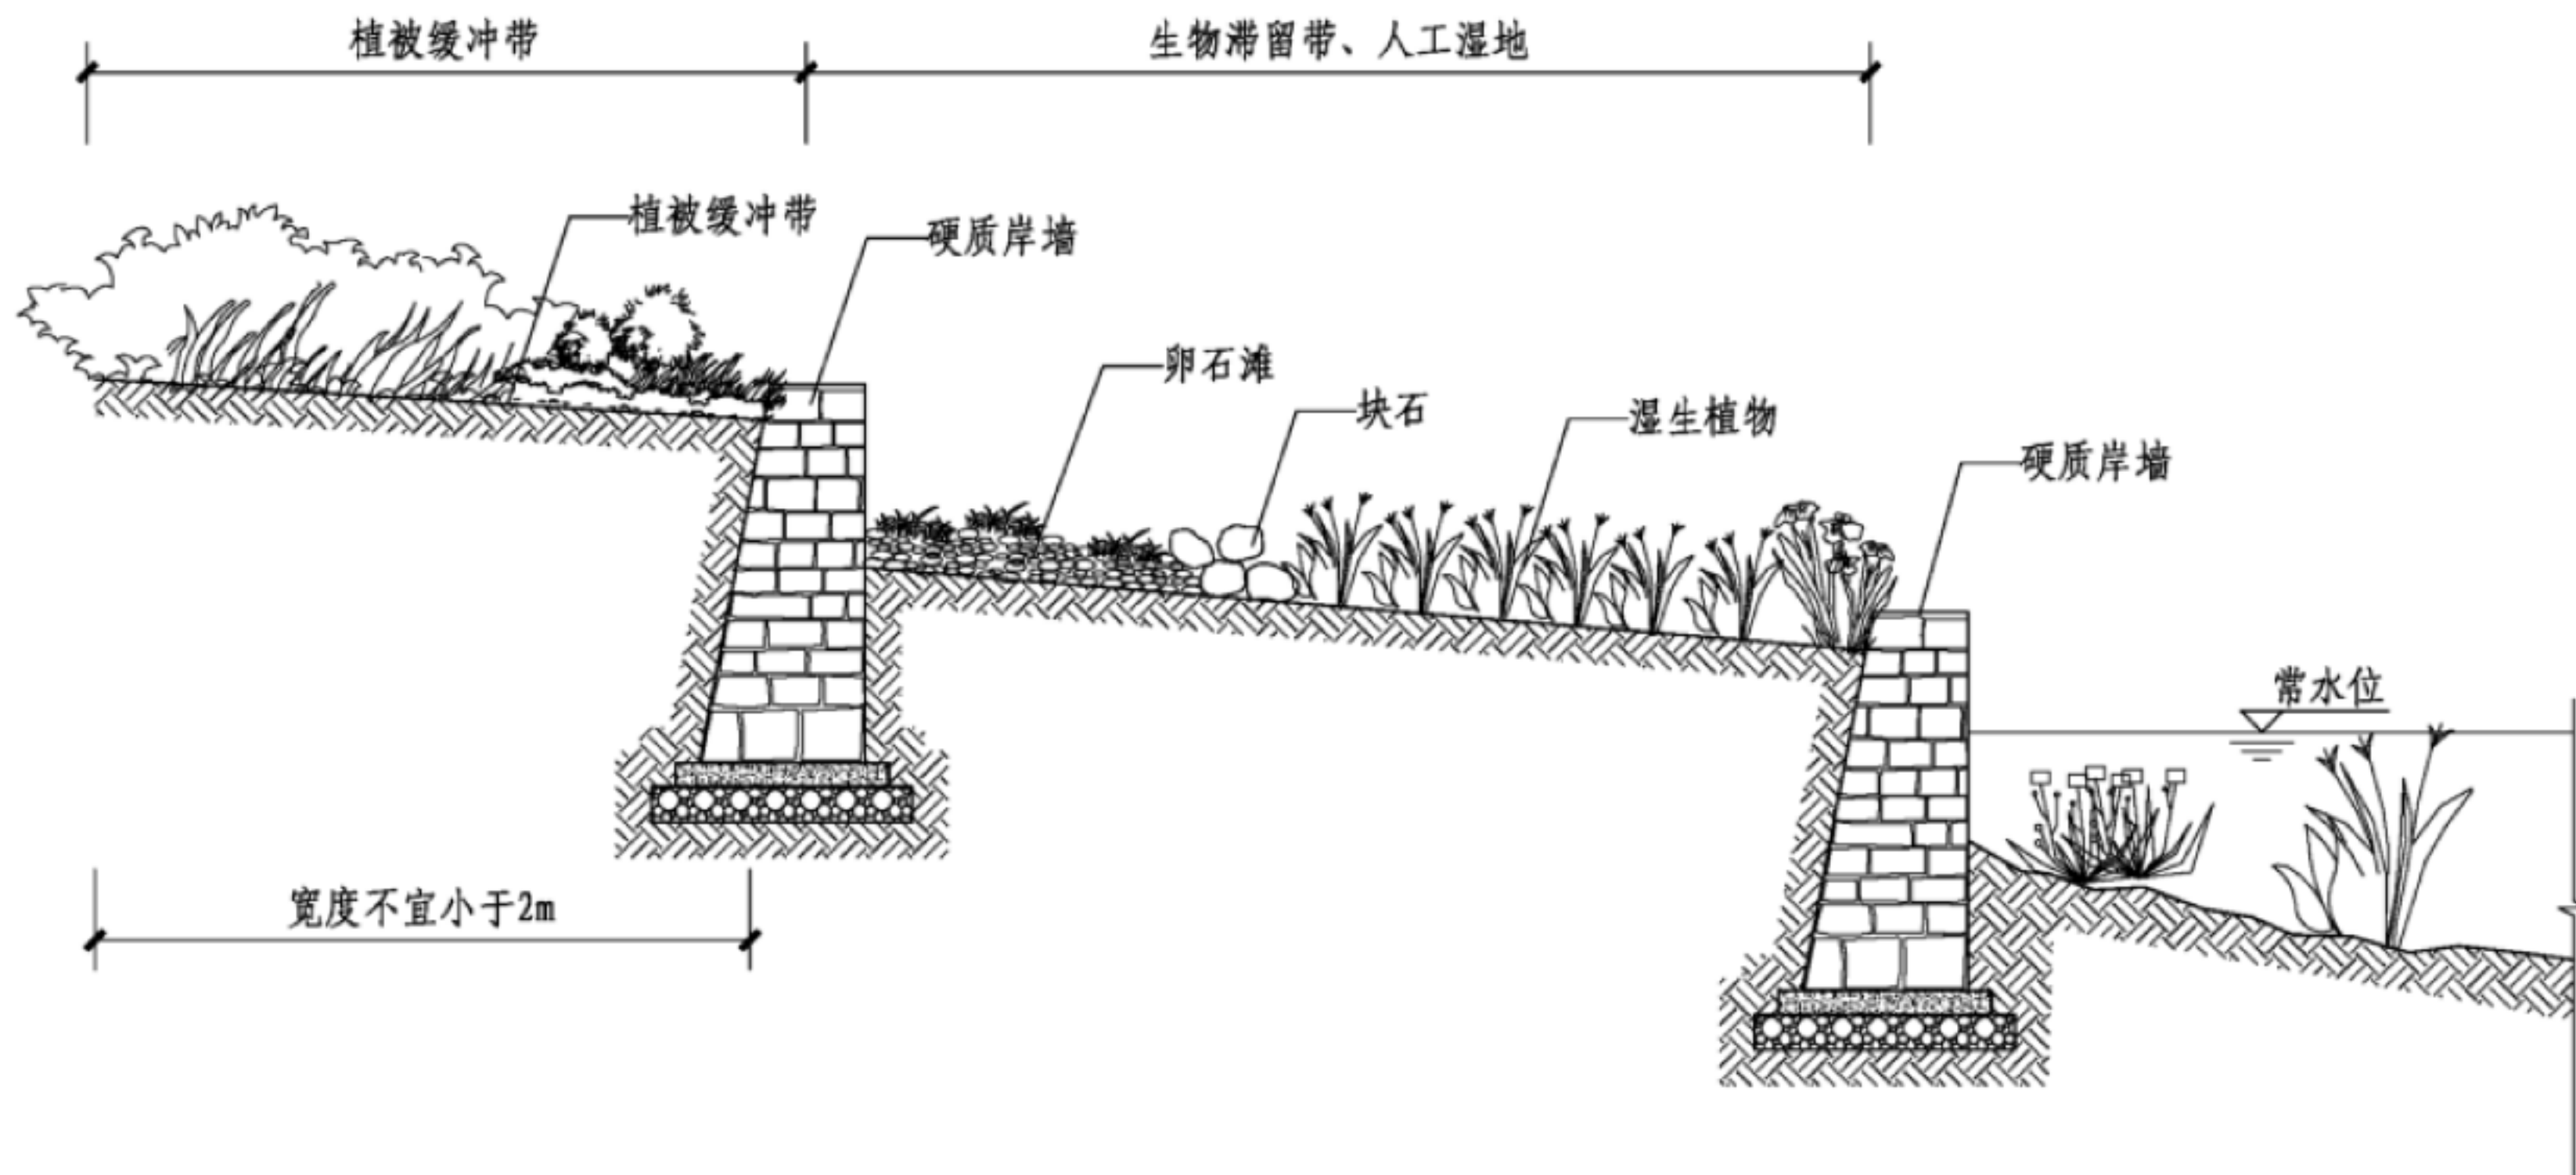 植被缓冲带
生物滞留带、人工湿地
植被缓冲带
硬质岸墙
卵石滩
块石
湿生植物
硬质岸墙
常水位
宽度不宜小于2m